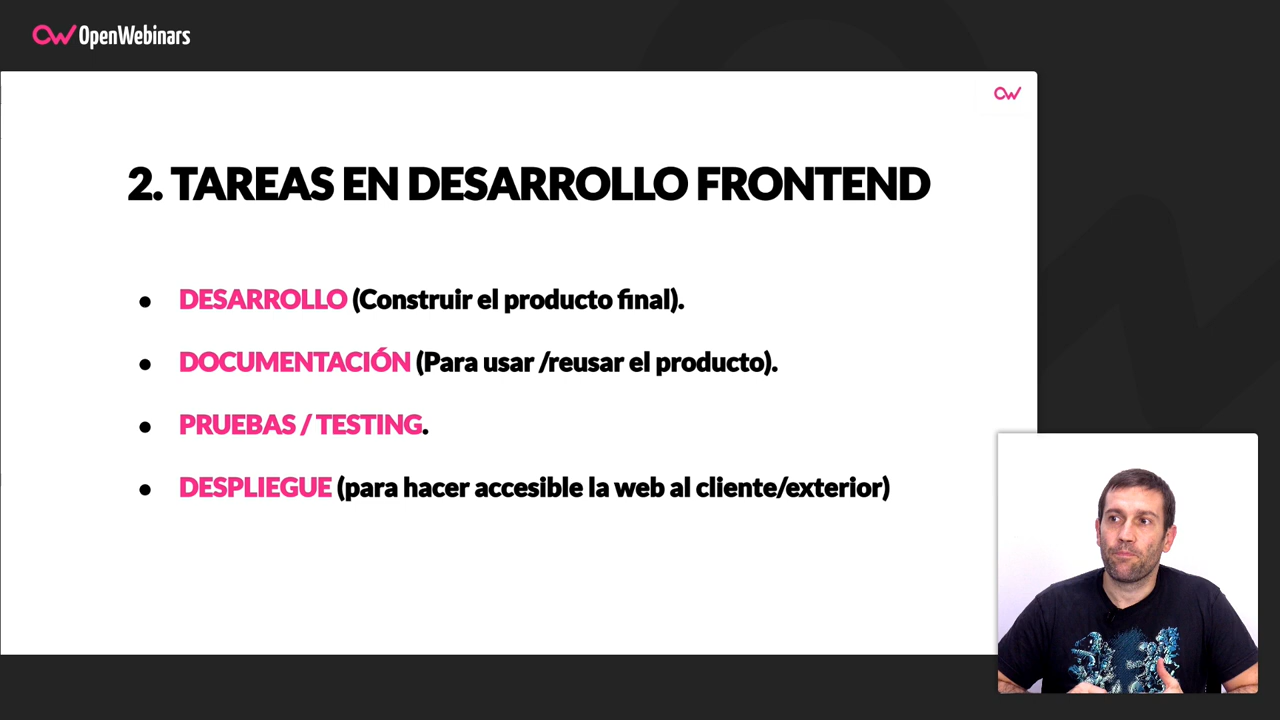 OpenWebinars
2. TAREAS EN DESARROLLO FRONTEND
● DESARROLLO (Construir el producto final).
● DOCUMENTACIÓN (Para usar /reusar el producto).
● PRUEBAS / TESTING.
● DESPLIEGUE (para hacer accesible la web al cliente/exterior)